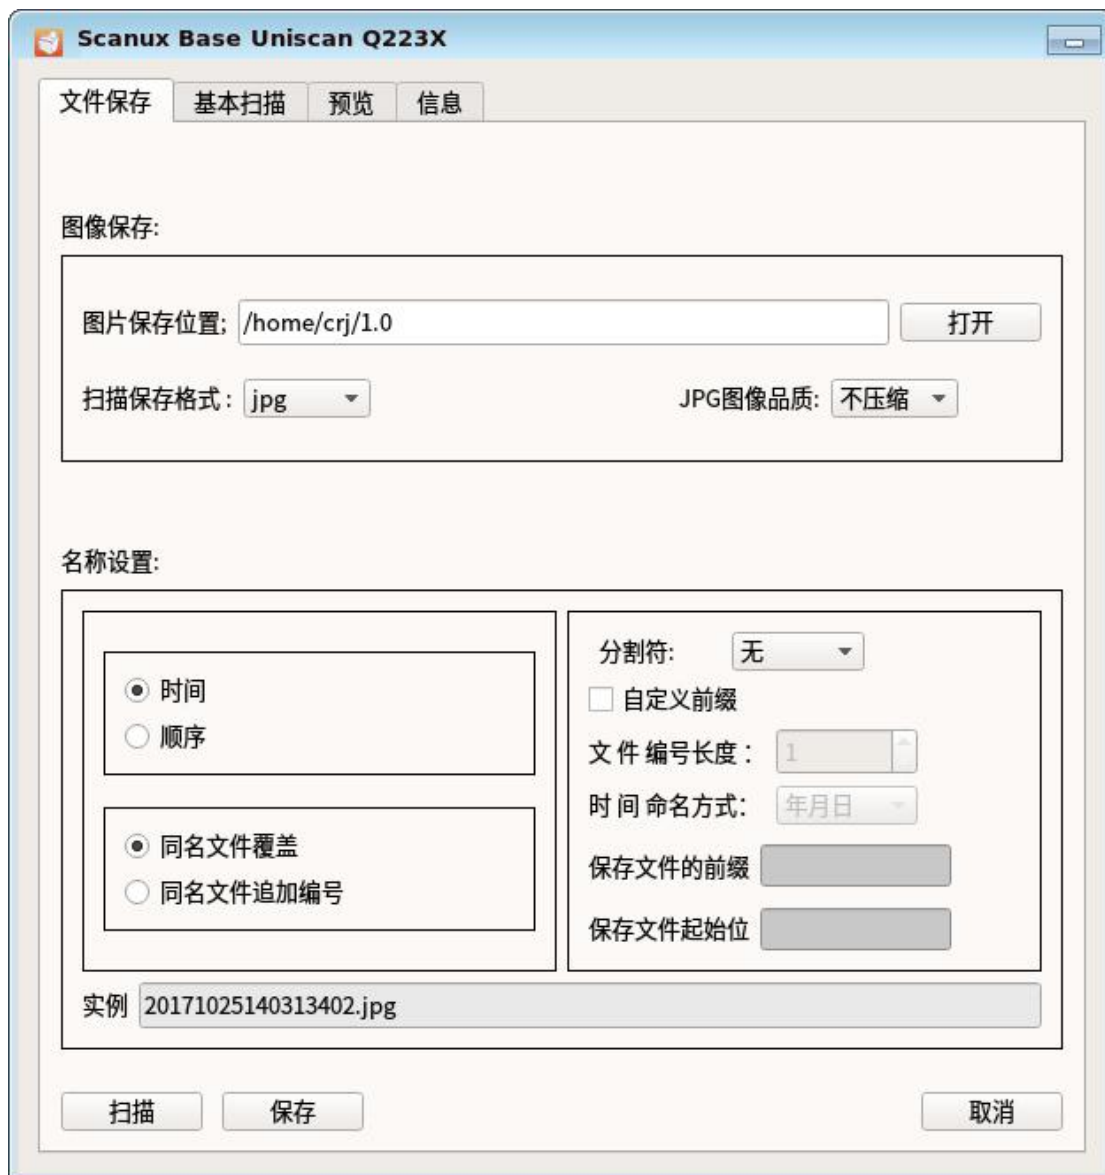 Scanux Base Uniscan Q223X
文件保存 基本扫描 预览 信息
图像保存:
图片保存位置; /home/crj/1.0 打开
扫描保存格式 : jpg JPG图像品质: 不压缩
名称设置:
时间
顺序
同名文件覆盖
同名文件追加编号
分割符: 无
自定义前缀
文 件 编号长度 : 1
时 间 命名方式: 年月日
保存文件的前缀
保存文件起始位
实例 20171025140313402.jpg
扫描 保存 取消